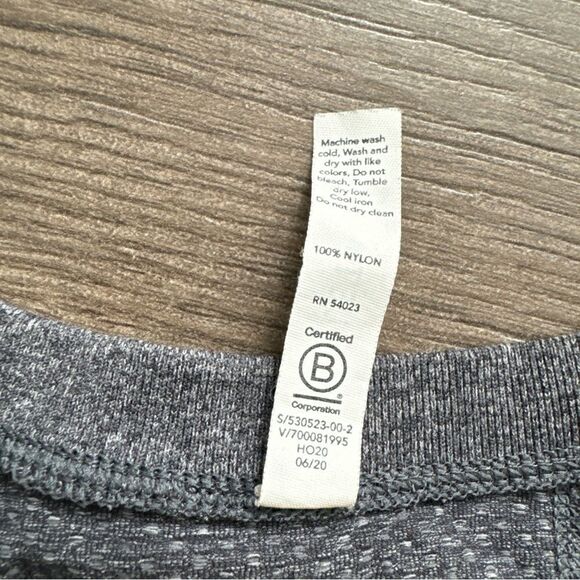 Machine wash
cold, Wash and
dry with like
colors, Do not
bleach, Tumble
dry low,
Cool iron
Do not dry clean
100% NYLON
RN 54023
Certified
B
®
Corporation
S/530523-00-2
V/700081995
HO20
06/20